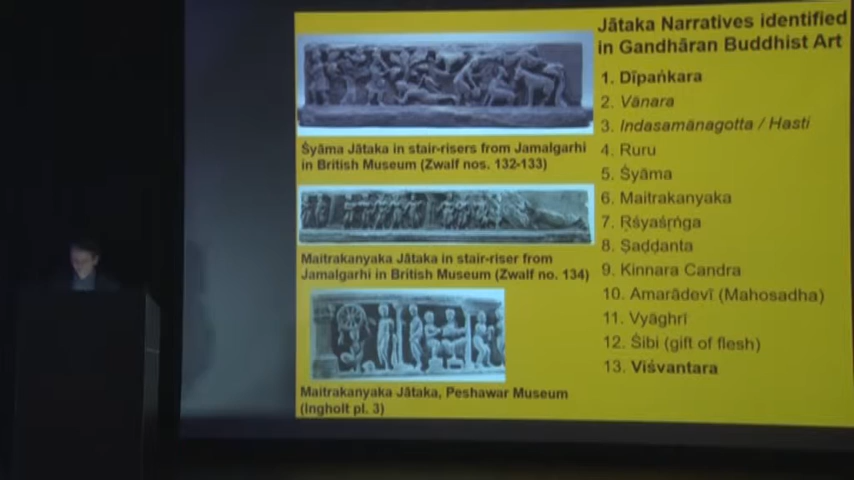 Jātaka Narratives identified
in Gandhāran Buddhist Art
Śyāma Jātaka in stair-risers from Jamalgarhi
in British Museum (Zwalf nos. 132-133)
Maitrakanyaka Jātaka in stair-riser from
Jamalgarhi in British Museum (Zwalf no. 134)
Maitrakanyaka Jātaka, Peshawar Museum
(Ingholt pl. 3)
1. Dīpaṅkara
2. Vānara
3. Indasamānagotta / Hasti
4. Ruru
5. Śyāma
6. Maitrakanyaka
7. Ṛśyaśṛṅga
8. Ṣaḍḍanta
9. Kinnara Candra
10. Amarādevī (Mahosadha)
11. Vyāghrī
12. Śibi (gift of flesh)
13. Viśvantara